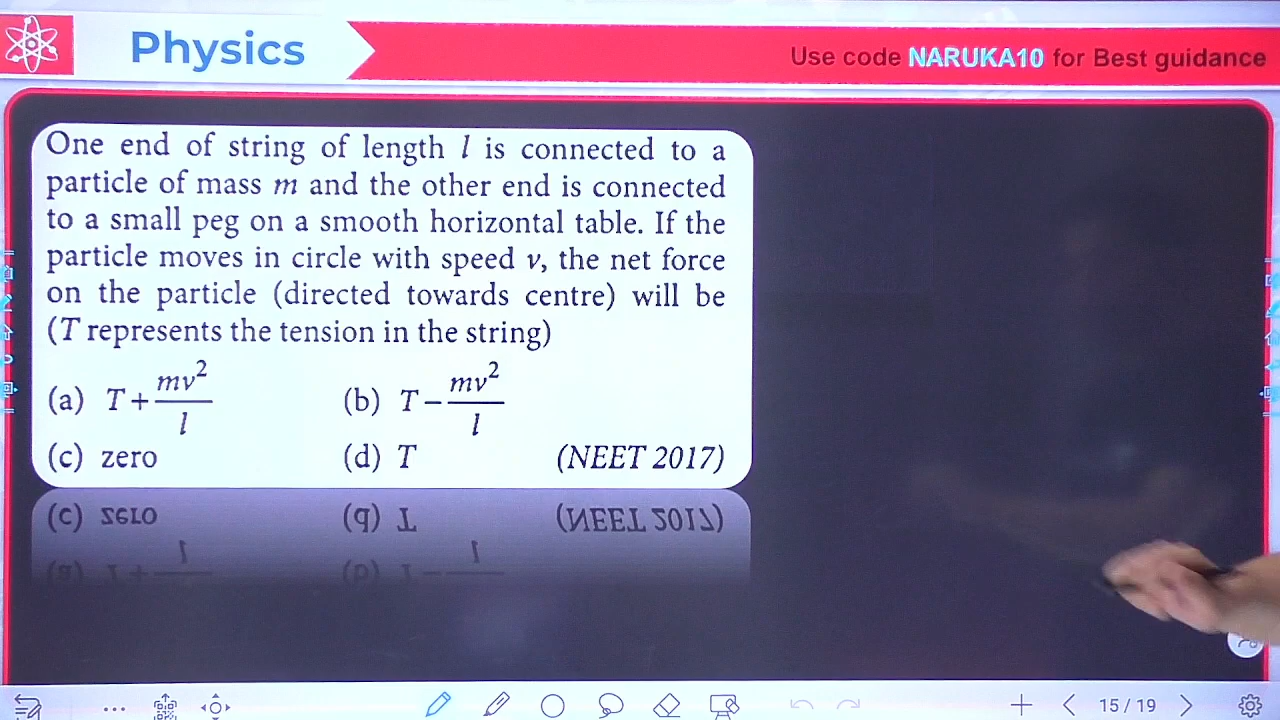 Physics
Use code NARUKA10 for Best guidance
One end of string of length l is connected to a
particle of mass m and the other end is connected
to a small peg on a smooth horizontal table. If the
particle moves in circle with speed v, the net force
on the particle (directed towards centre) will be
(T represents the tension in the string)
(a) T + mv²/l (b) T − mv²/l
(c) zero (d) T (NEET 2017)
15 / 19